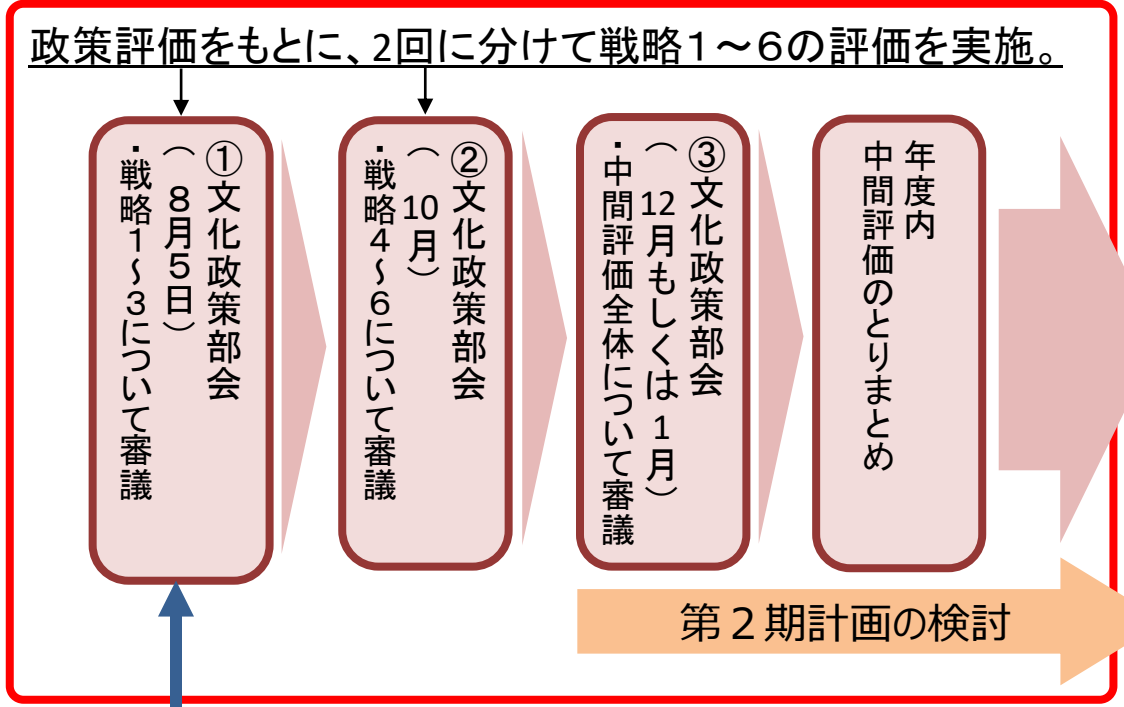 政策評価をもとに、2回に分けて戦略１～６の評価を実施。
①文化政策部会
（ ８月５日）
・戦略１～３について審議
②文化政策部会
（ 10月）
・戦略４～６について審議
③文化政策部会
（ 12月もしくは 1月）
・中間評価全体について審議
年度内
中間評価のとりまとめ
第２期計画の検討